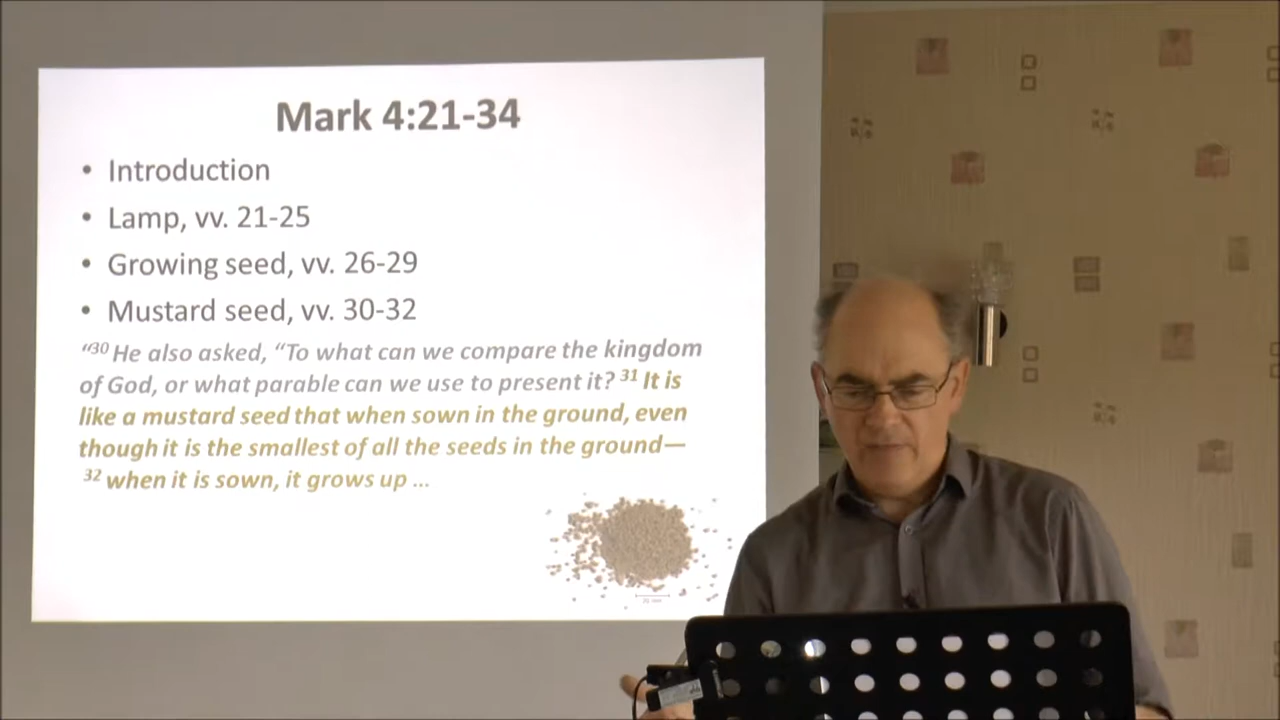 Mark 4:21-34
• Introduction
• Lamp, vv. 21-25
• Growing seed, vv. 26-29
• Mustard seed, vv. 30-32
“³⁰ He also asked, “To what can we compare the kingdom
of God, or what parable can we use to present it? ³¹ It is
like a mustard seed that when sown in the ground, even
though it is the smallest of all the seeds in the ground—
³² when it is sown, it grows up ...